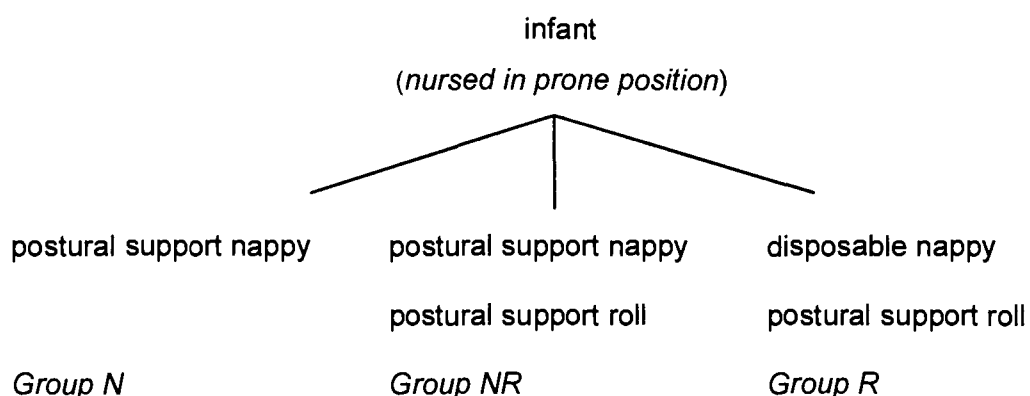 infant
(nursed in prone position)
postural support nappy postural support nappy disposable nappy
postural support roll postural support roll
Group N Group NR Group R